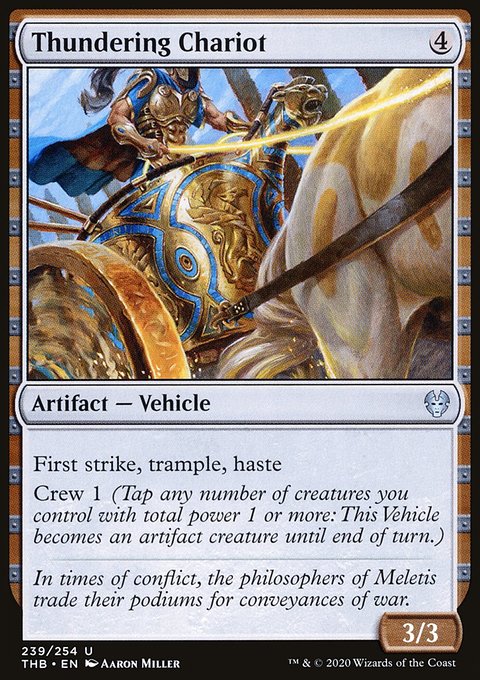 Thundering Chariot 4
Artifact — Vehicle
First strike, trample, haste
Crew 1 (Tap any number of creatures you
control with total power 1 or more: This Vehicle
becomes an artifact creature until end of turn.)
In times of conflict, the philosophers of Meletis
trade their podiums for conveyances of war.
3/3
239/254 U
THB • EN Aaron Miller
™ & © 2020 Wizards of the Coast